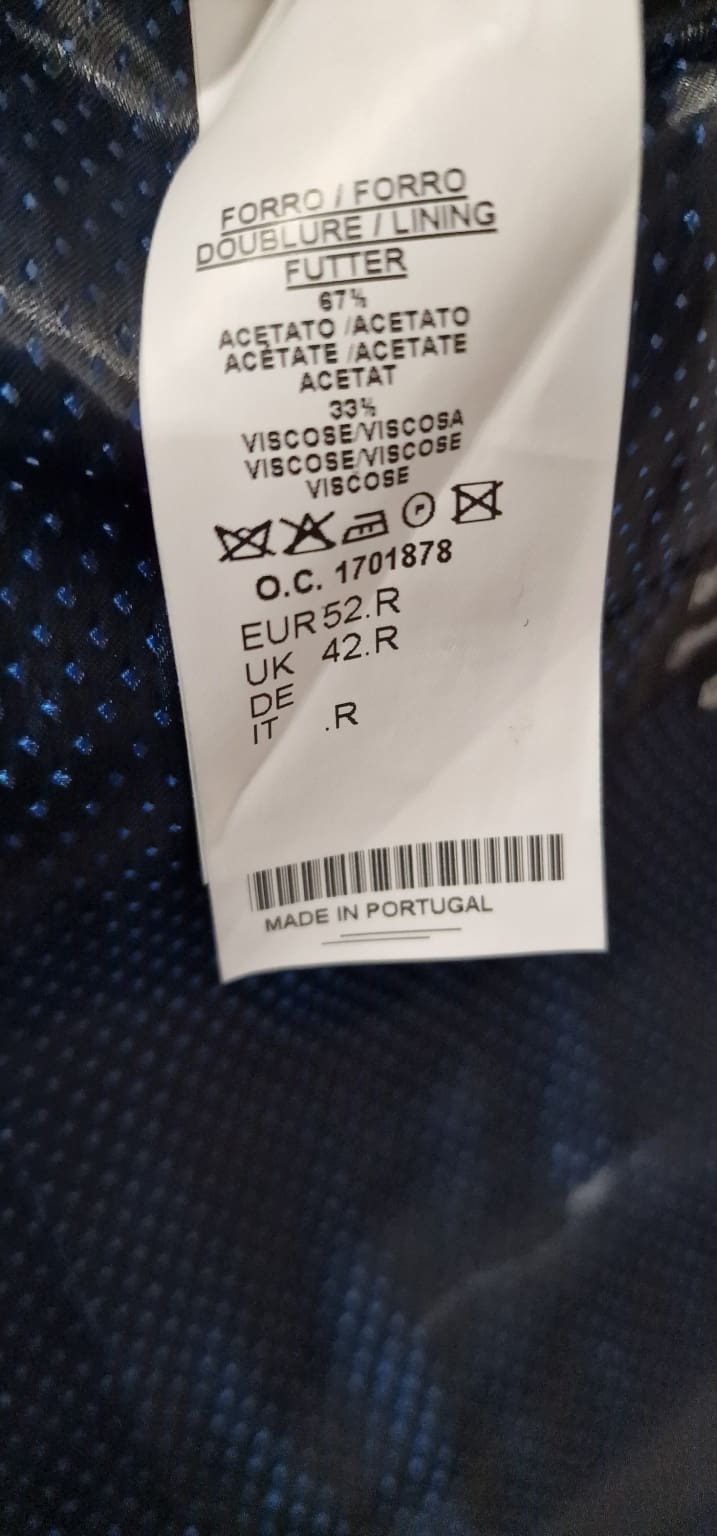 FORRO / FORRO
DOUBLURE / LINING
FUTTER
67%
ACETATO /ACETATO
ACÉTATE /ACETATE
ACETAT
33%
VISCOSE/VISCOSA
VISCOSE/VISCOSE
VISCOSE
P
O.C. 1701878
EUR 52.R
UK 42.R
DE
IT .R
MADE IN PORTUGAL